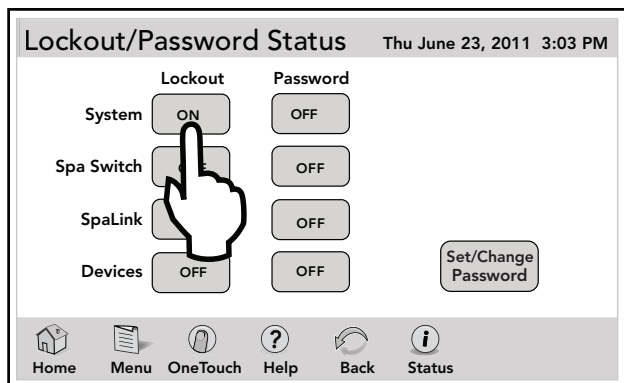 Lockout/Password Status Thu June 23, 2011 3:03 PM
Lockout Password
System ON OFF
Spa Switch OFF
SpaLink OFF
Devices OFF OFF
Set/Change
Password
Home Menu OneTouch Help Back Status